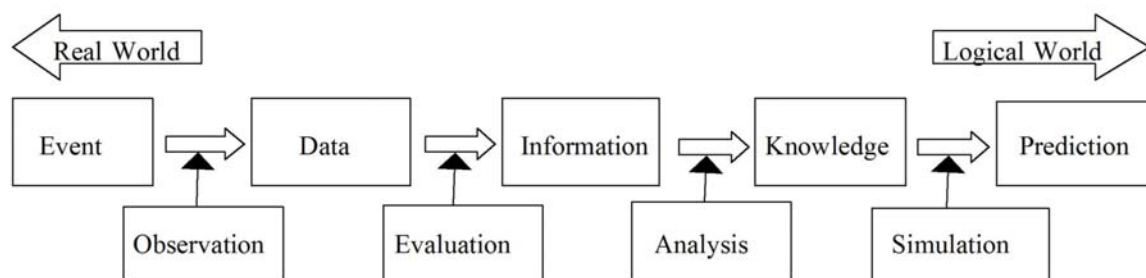 Real World
Logical World
Event
Data
Information
Knowledge
Prediction
Observation
Evaluation
Analysis
Simulation